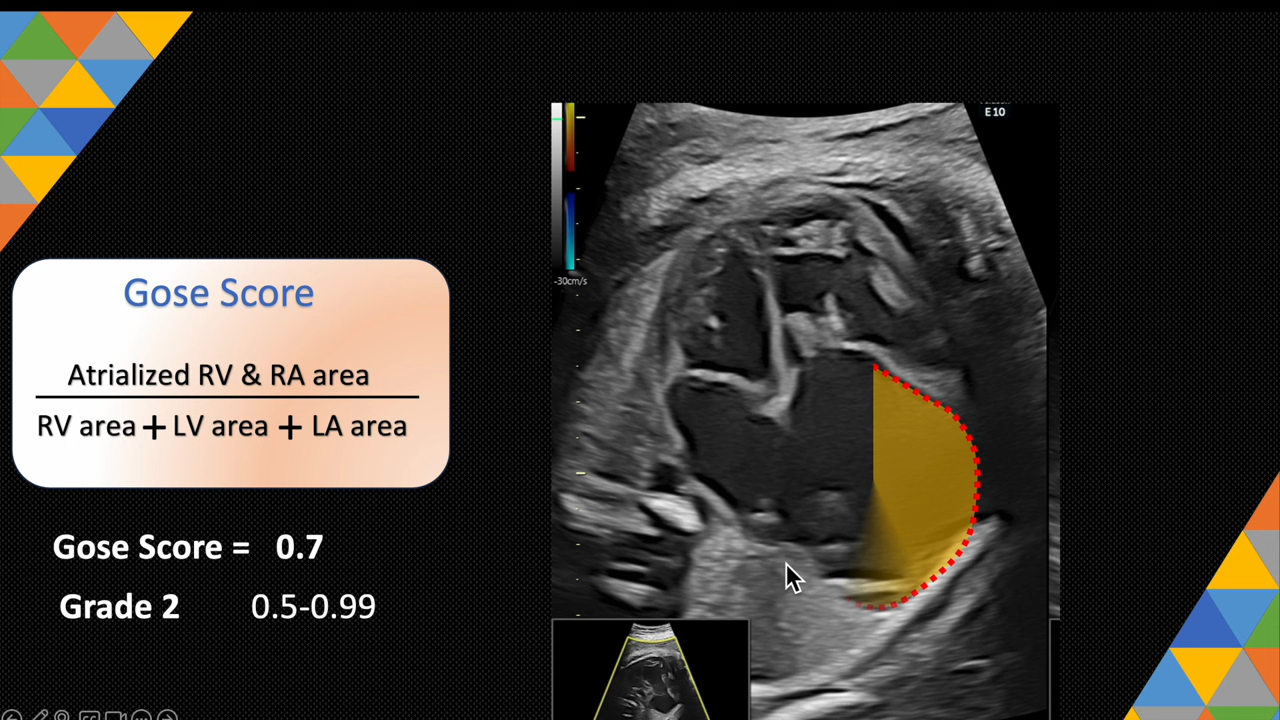 E 10
-30cm/s
Gose Score
Atrialized RV & RA area
RV area + LV area + LA area
Gose Score = 0.7
Grade 2 0.5-0.99